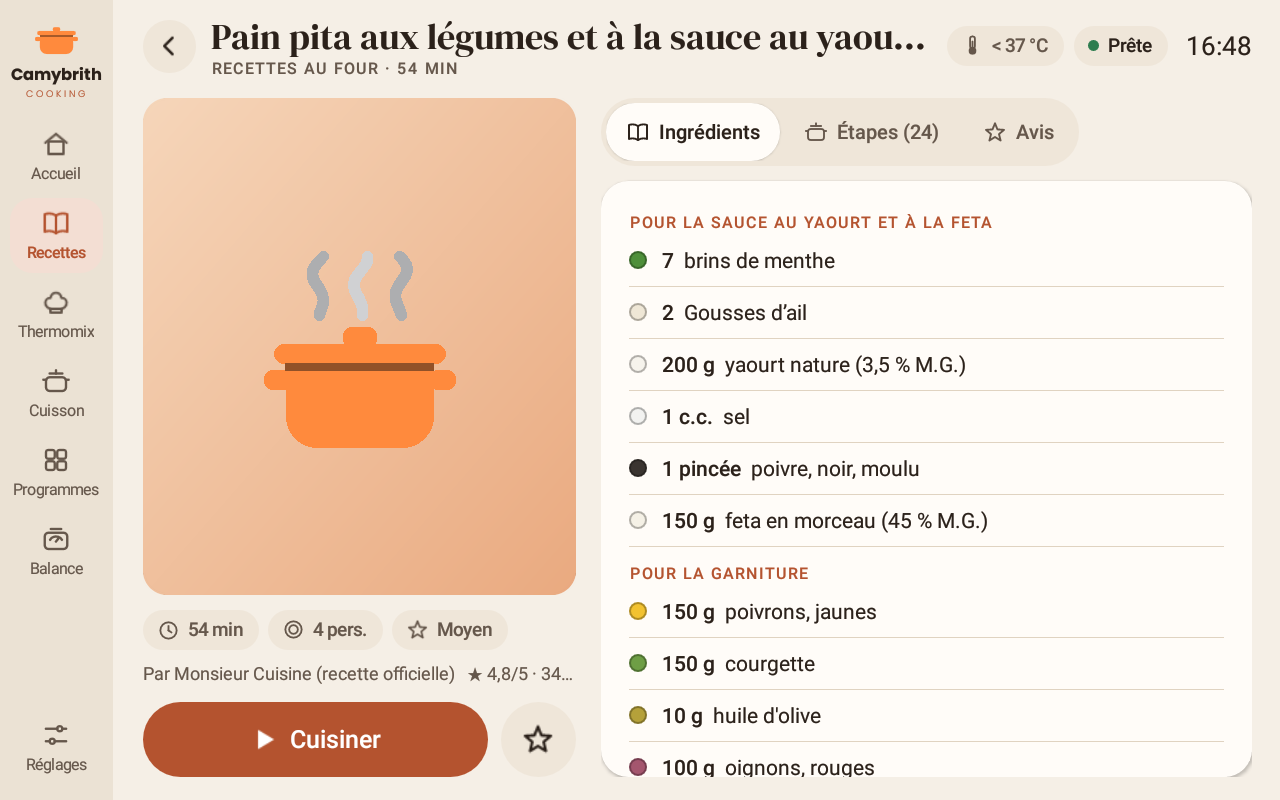 Camybrith
COOKING
Accueil
Recettes
Thermomix
Cuisson
Programmes
Balance
Réglages
Pain pita aux légumes et à la sauce au yaou...
RECETTES AU FOUR · 54 MIN
< 37 °C
Prête
16:48
54 min
4 pers.
Moyen
Par Monsieur Cuisine (recette officielle) ★ 4,8/5 · 34...
Cuisiner
Ingrédients
Étapes (24)
Avis
POUR LA SAUCE AU YAOURT ET À LA FETA
7 brins de menthe
2 Gousses d’ail
200 g yaourt nature (3,5 % M.G.)
1 c.c. sel
1 pincée poivre, noir, moulu
150 g feta en morceau (45 % M.G.)
POUR LA GARNITURE
150 g poivrons, jaunes
150 g courgette
10 g huile d'olive
100 g oignons, rouges